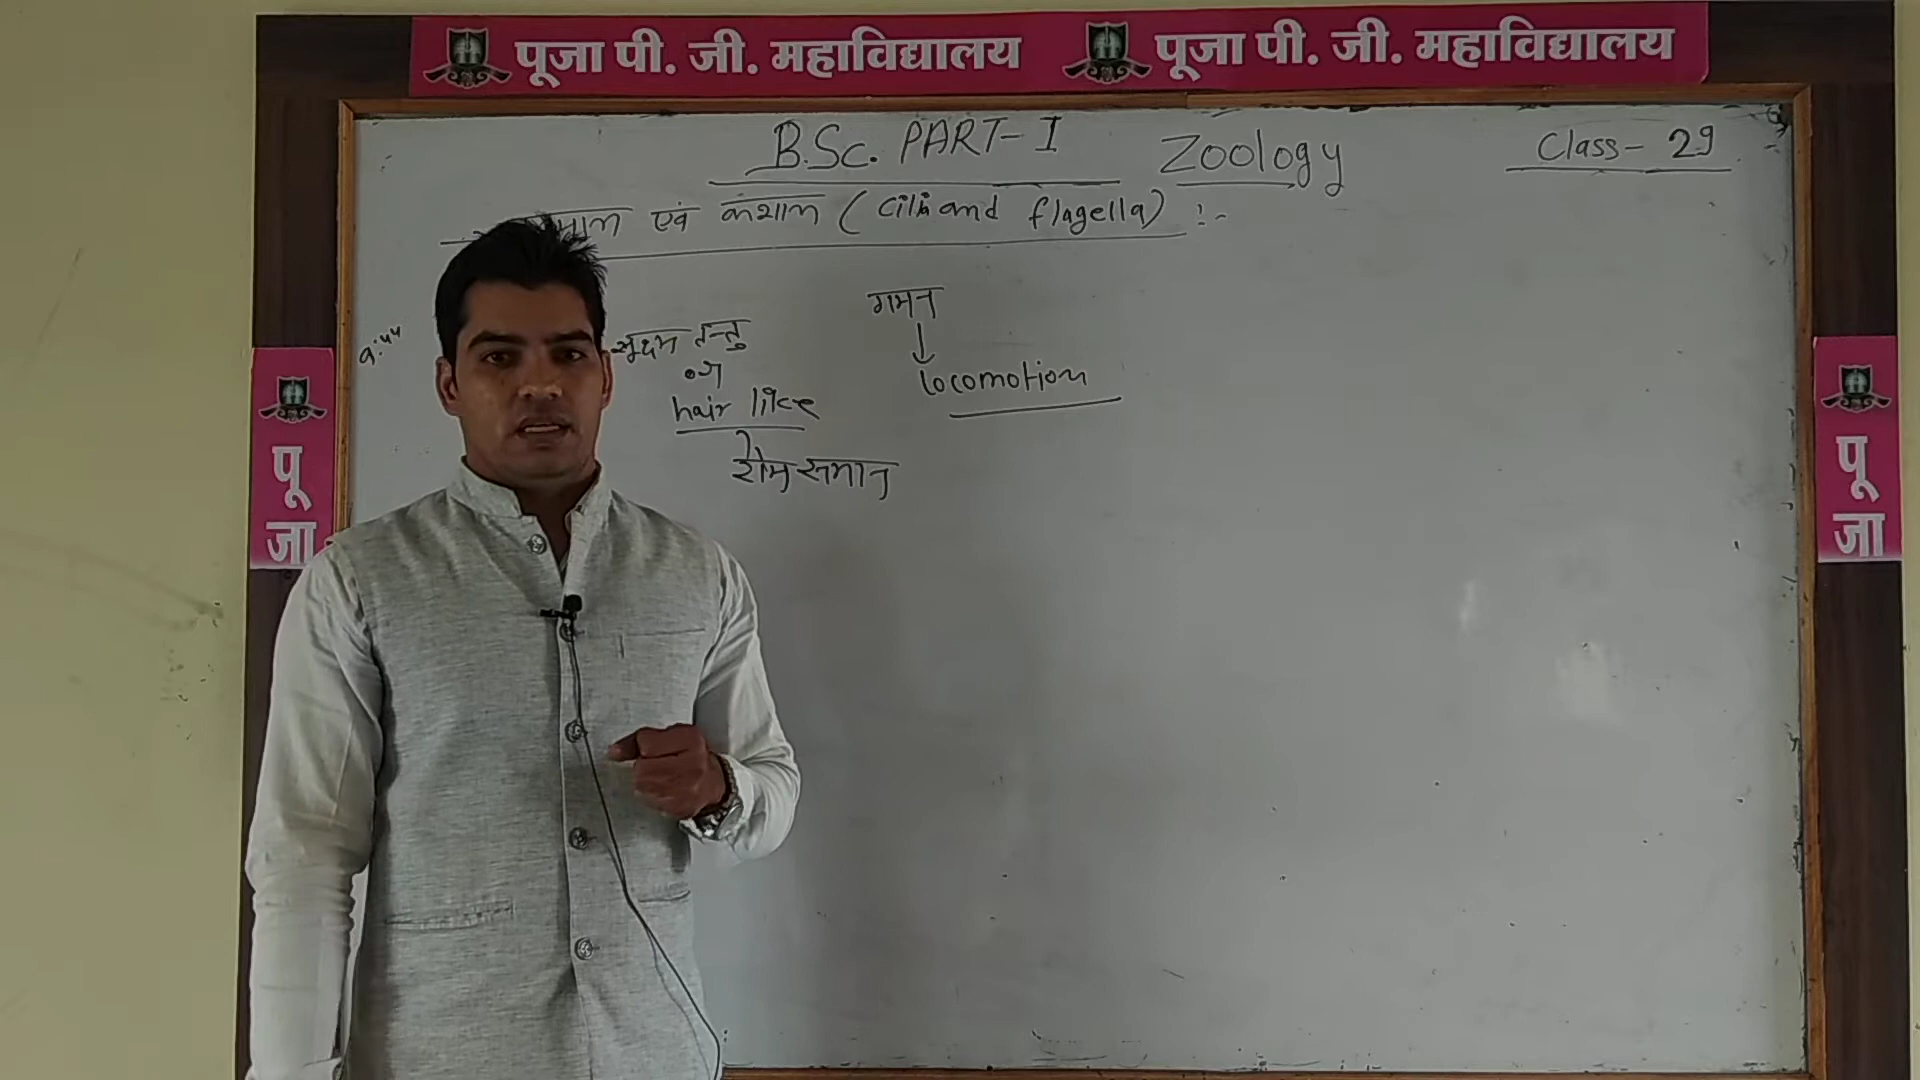 पूजा पी. जी. महाविद्यालय पूजा पी. जी. महाविद्यालय
B.Sc. PART-I Zoology Class- 29
एवं कशाभ (Cilia and flagella) :-
गमन
सूक्ष्म तन्तु
or
locomotion
hair like
रोम समान
पू
जा
पू
जा